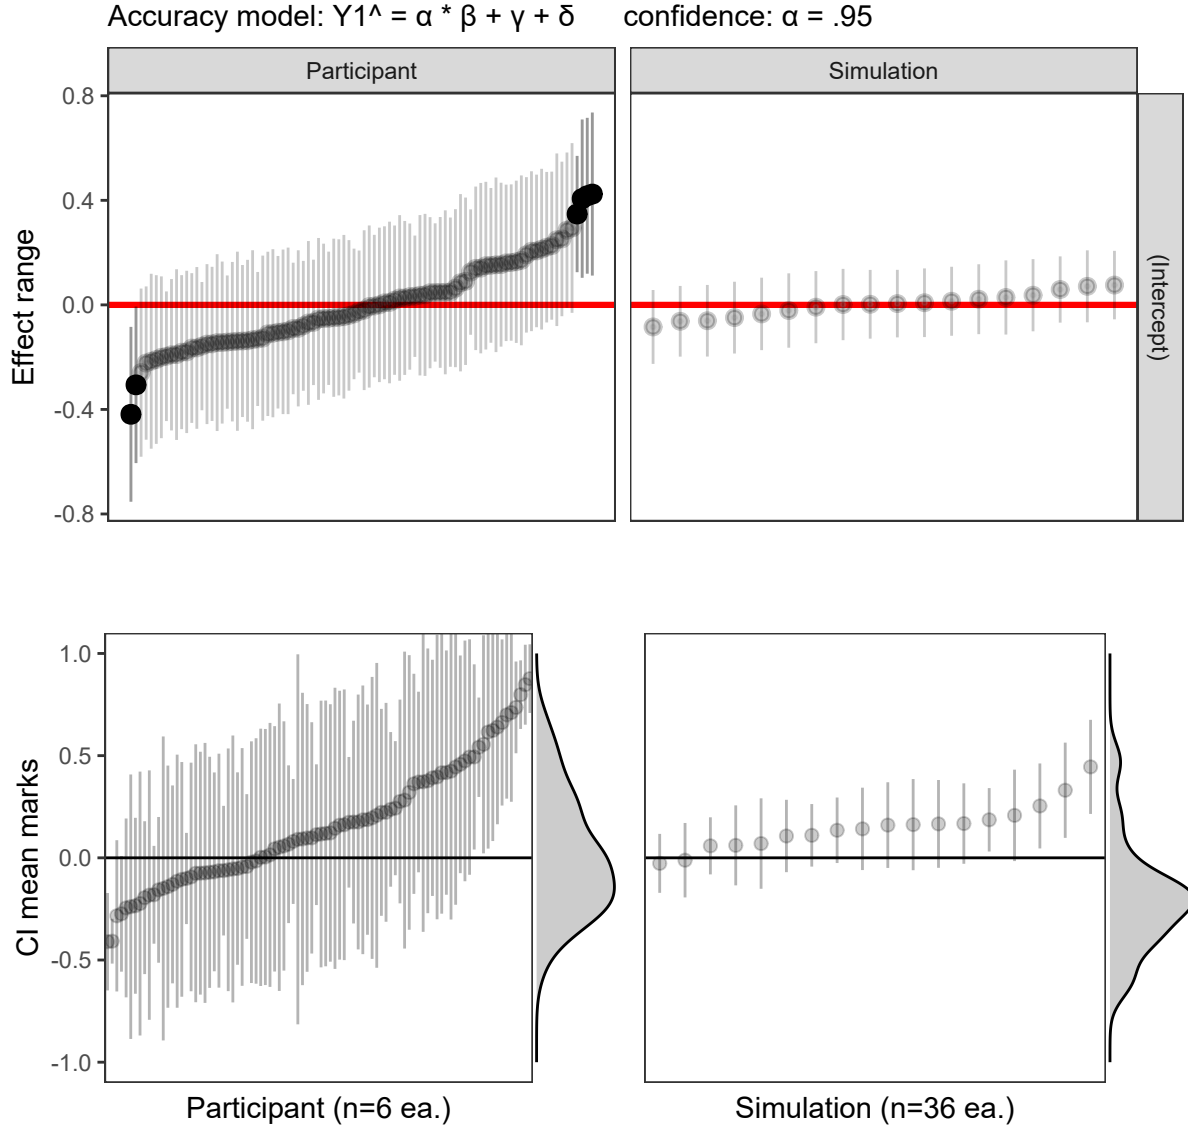 Accuracy model: Y1^ = α * β + γ + δ confidence: α = .95
Participant
Simulation
Effect range
0.8
0.4
0.0
-0.4
-0.8
(Intercept)
CI mean marks
1.0
0.5
0.0
-0.5
-1.0
Participant (n=6 ea.)
Simulation (n=36 ea.)